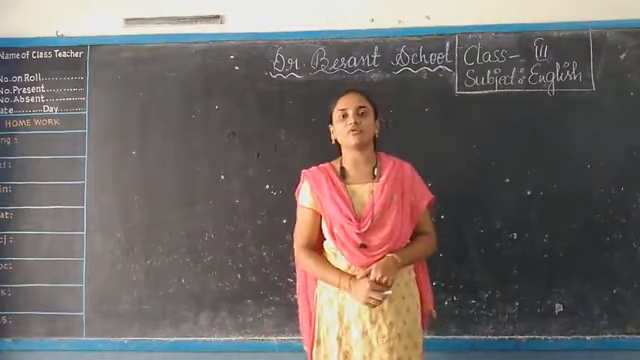 Name of Class Teacher
No.on Roll..............
No.Present............
No.Absent............
ate..........Day.........
HOME WORK
Dr. Besant School
Class- III
Subject: English